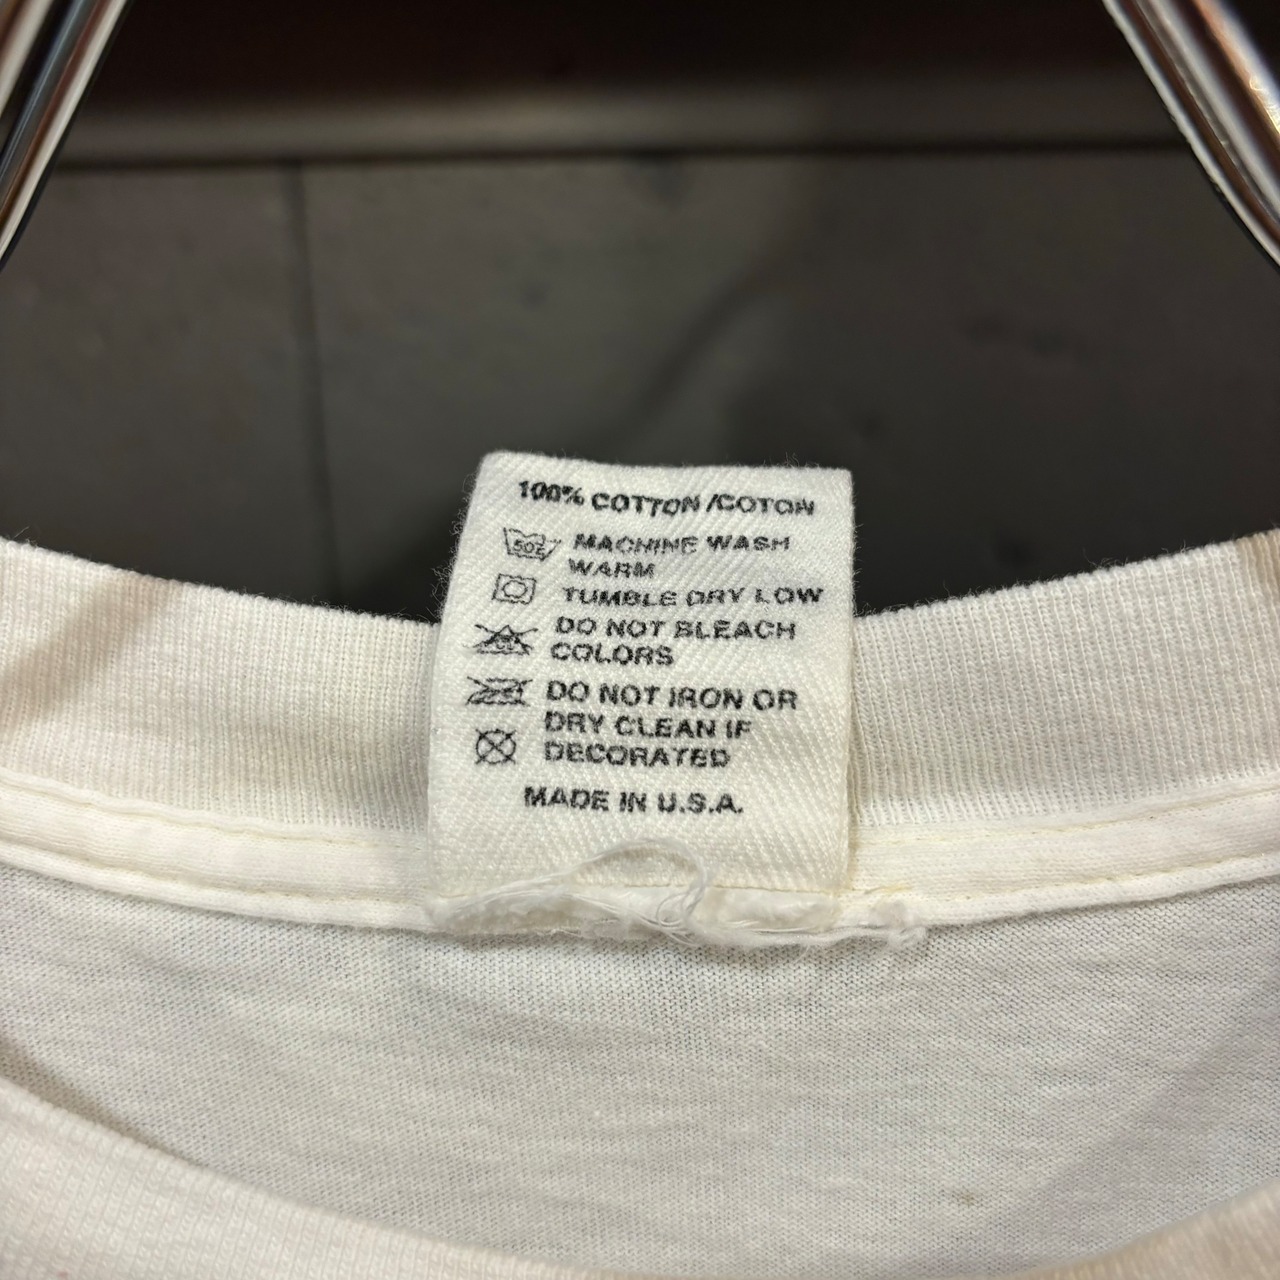 100% COTTON/COTON
MACHINE WASH
WARM
TUMBLE DRY LOW
DO NOT BLEACH
COLORS
DO NOT IRON OR
DRY CLEAN IF
DECORATED
MADE IN U.S.A.